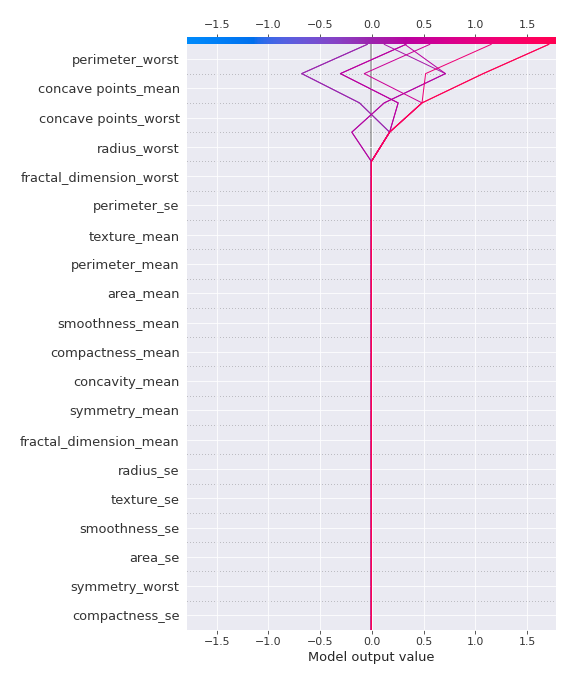 −1.5 −1.0 −0.5 0.0 0.5 1.0 1.5
perimeter_worst
concave points_mean
concave points_worst
radius_worst
fractal_dimension_worst
perimeter_se
texture_mean
perimeter_mean
area_mean
smoothness_mean
compactness_mean
concavity_mean
symmetry_mean
fractal_dimension_mean
radius_se
texture_se
smoothness_se
area_se
symmetry_worst
compactness_se
−1.5 −1.0 −0.5 0.0 0.5 1.0 1.5
Model output value